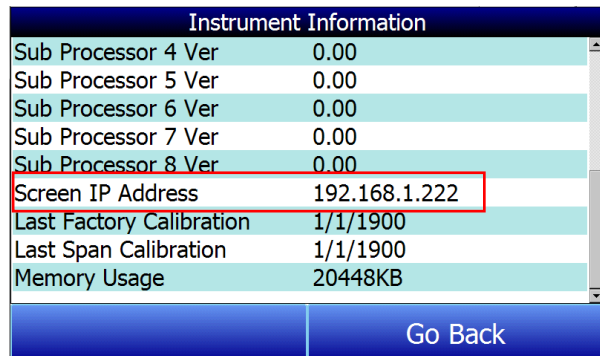 Instrument Information
Sub Processor 4 Ver 0.00
Sub Processor 5 Ver 0.00
Sub Processor 6 Ver 0.00
Sub Processor 7 Ver 0.00
Sub Processor 8 Ver 0.00
Screen IP Address 192.168.1.222
Last Factory Calibration 1/1/1900
Last Span Calibration 1/1/1900
Memory Usage 20448KB
Go Back